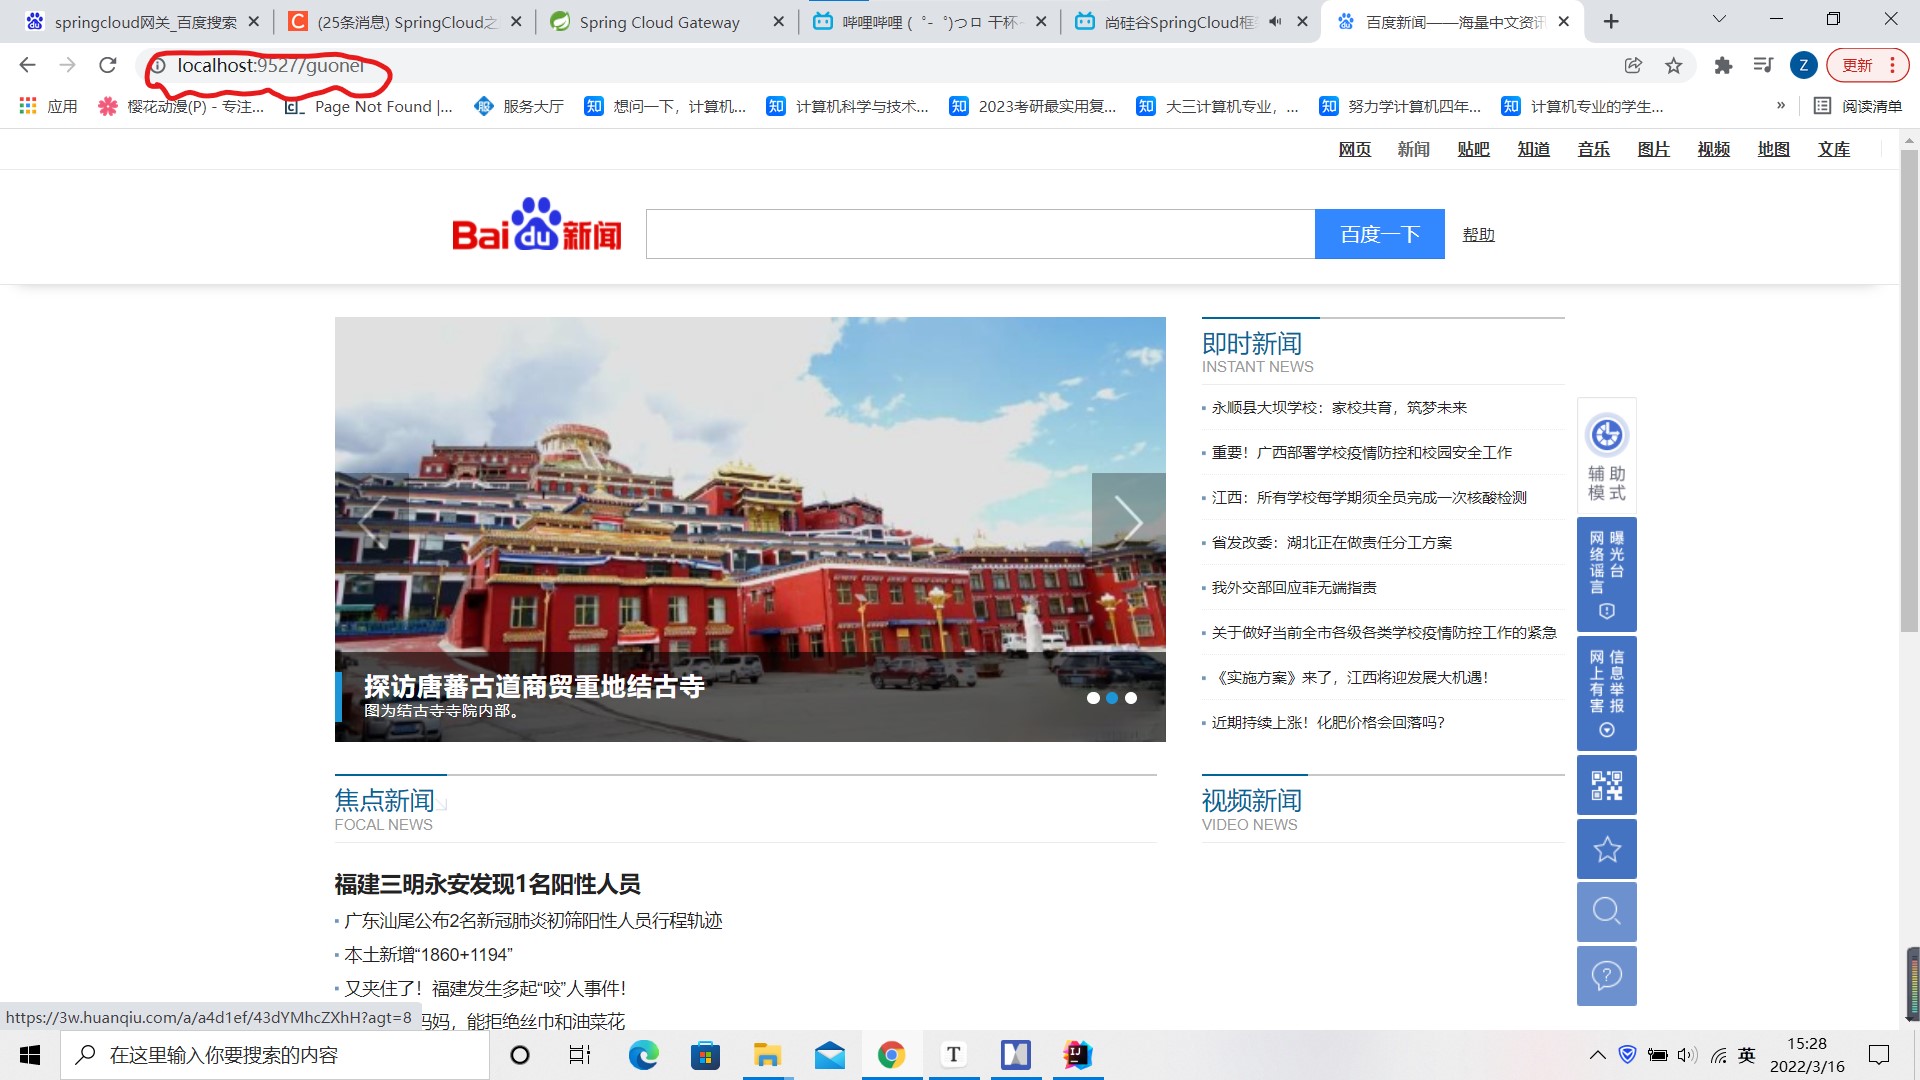 springcloud网关_百度搜索
(25条消息) SpringCloud之
Spring Cloud Gateway
哔哩哔哩 (゜-゜)つロ 干杯~
尚硅谷SpringCloud框
百度新闻——海量中文资讯
localhost:9527/guonei
Z
更新
应用
樱花动漫(P) - 专注...
Page Not Found |...
服务大厅
想问一下，计算机...
计算机科学与技术...
2023考研最实用复...
大三计算机专业，...
努力学计算机四年...
计算机专业的学生...
»
阅读清单
网页 新闻 贴吧 知道 音乐 图片 视频 地图 文库
Bai du 新闻
百度一下
帮助
即时新闻
INSTANT NEWS
永顺县大坝学校：家校共育，筑梦未来
重要！广西部署学校疫情防控和校园安全工作
江西：所有学校每学期须全员完成一次核酸检测
省发改委：湖北正在做责任分工方案
我外交部回应菲无端指责
关于做好当前全市各级各类学校疫情防控工作的紧急
《实施方案》来了，江西将迎发展大机遇！
近期持续上涨！化肥价格会回落吗？
探访唐蕃古道商贸重地结古寺
图为结古寺寺院内部。
辅助模式
网络谣言曝光台
网上有害信息举报
焦点新闻
FOCAL NEWS
视频新闻
VIDEO NEWS
福建三明永安发现1名阳性人员
广东汕尾公布2名新冠肺炎初筛阳性人员行程轨迹
本土新增“1860+1194”
又夹住了！福建发生多起“咬”人事件！
妈，能拒绝丝巾和油菜花
https://3w.huanqiu.com/a/a4d1ef/43dYMhcZXhH?agt=8
在这里输入你要搜索的内容
英
15:28
2022/3/16